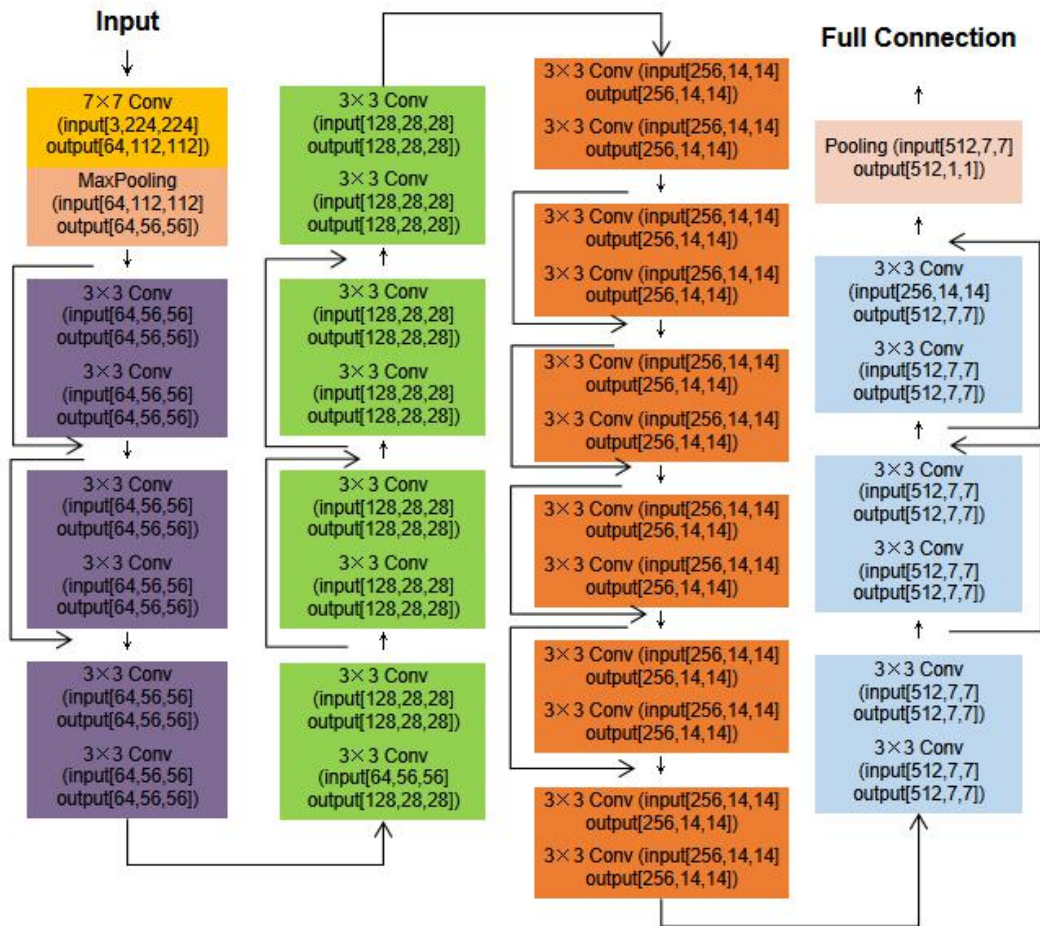 Input
7×7 Conv
(input[3,224,224]
output[64,112,112])
MaxPooling
(input[64,112,112]
output[64,56,56])
3×3 Conv
(input[64,56,56]
output[64,56,56])
3×3 Conv
(input[64,56,56]
output[64,56,56])
3×3 Conv
(input[64,56,56]
output[64,56,56])
3×3 Conv
(input[64,56,56]
output[64,56,56])
3×3 Conv
(input[64,56,56]
output[64,56,56])
3×3 Conv
(input[64,56,56]
output[64,56,56])
3×3 Conv
(input[128,28,28]
output[128,28,28])
3×3 Conv
(input[128,28,28]
output[128,28,28])
3×3 Conv
(input[128,28,28]
output[128,28,28])
3×3 Conv
(input[128,28,28]
output[128,28,28])
3×3 Conv
(input[128,28,28]
output[128,28,28])
3×3 Conv
(input[128,28,28]
output[128,28,28])
3×3 Conv
(input[128,28,28]
output[128,28,28])
3×3 Conv
(input[64,56,56]
output[128,28,28])
3×3 Conv (input[256,14,14]
output[256,14,14])
3×3 Conv (input[256,14,14]
output[256,14,14])
3×3 Conv (input[256,14,14]
output[256,14,14])
3×3 Conv (input[256,14,14]
output[256,14,14])
3×3 Conv (input[256,14,14]
output[256,14,14])
3×3 Conv (input[256,14,14]
output[256,14,14])
3×3 Conv (input[256,14,14]
output[256,14,14])
3×3 Conv (input[256,14,14]
output[256,14,14])
3×3 Conv (input[256,14,14]
output[256,14,14])
3×3 Conv (input[256,14,14]
output[256,14,14])
3×3 Conv (input[256,14,14]
output[256,14,14])
3×3 Conv (input[256,14,14]
output[256,14,14])
Full Connection
Pooling (input[512,7,7]
output[512,1,1])
3×3 Conv
(input[256,14,14]
output[512,7,7])
3×3 Conv
(input[512,7,7]
output[512,7,7])
3×3 Conv
(input[512,7,7]
output[512,7,7])
3×3 Conv
(input[512,7,7]
output[512,7,7])
3×3 Conv
(input[512,7,7]
output[512,7,7])
3×3 Conv
(input[512,7,7]
output[512,7,7])